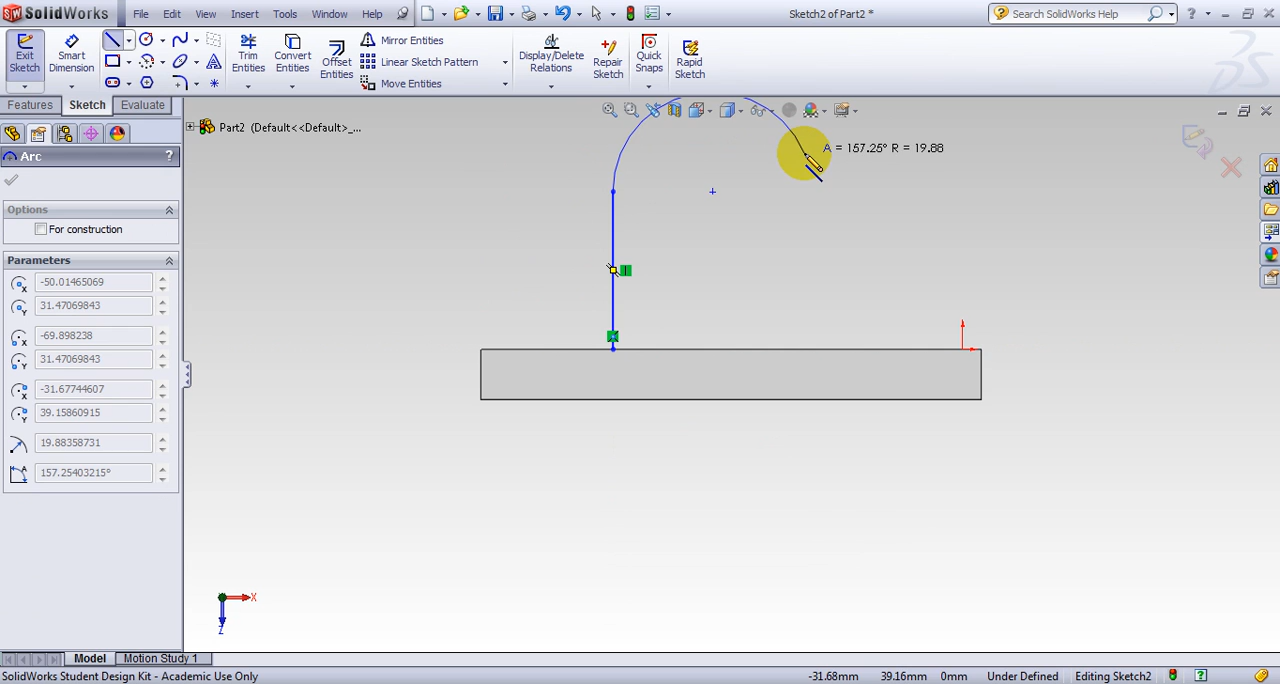 SolidWorks File Edit View Insert Tools Window Help Sketch2 of Part2 * Search SolidWorks Help ?
Exit Sketch
Smart Dimension
Trim Entities
Convert Entities
Offset Entities
Mirror Entities
Linear Sketch Pattern
Move Entities
Display/Delete Relations
Repair Sketch
Quick Snaps
Rapid Sketch
Features Sketch Evaluate
Part2 (Default<<Default>_...
Arc ?
A = 157.25° R = 19.88
Options
For construction
Parameters
-50.01465069
31.47069843
-69.898238
31.47069843
-31.67744607
39.15860915
19.88358731
157.25403215°
X
Z
Model Motion Study 1
SolidWorks Student Design Kit - Academic Use Only -31.68mm 39.16mm 0mm Under Defined Editing Sketch2 ?